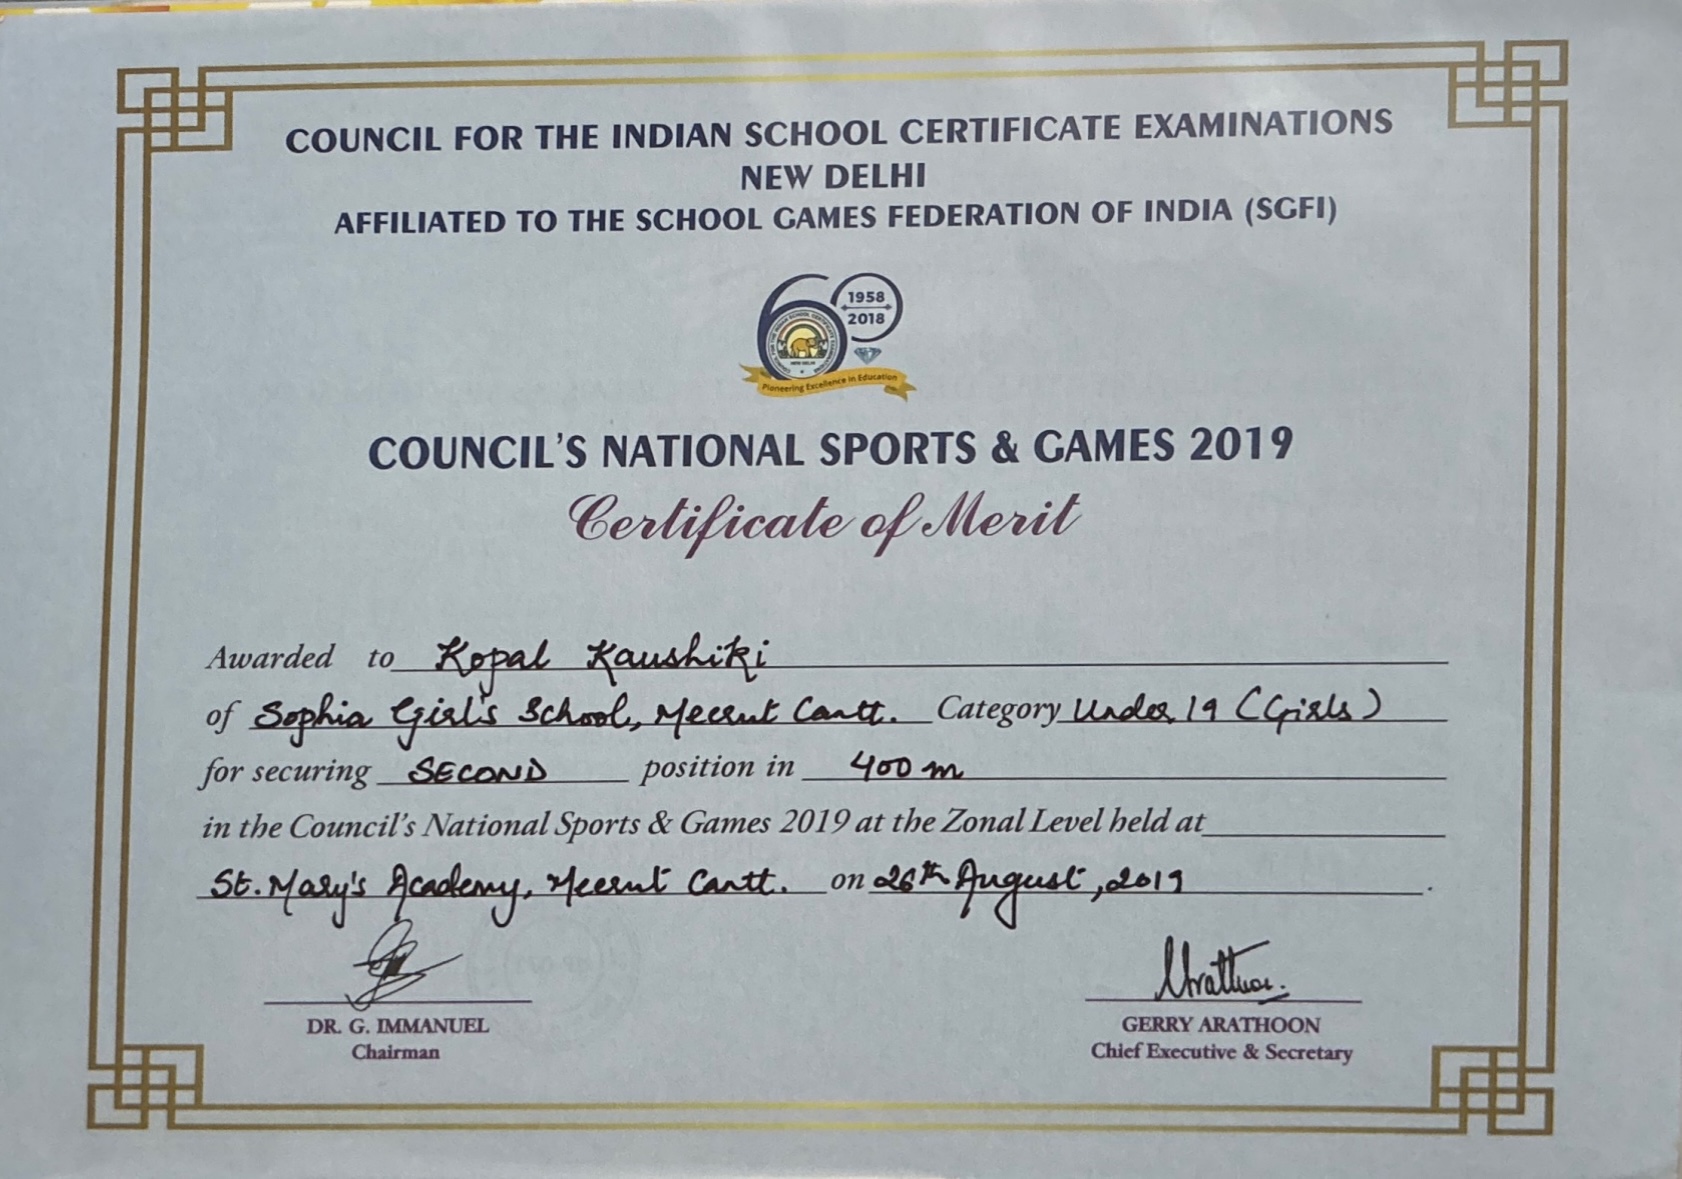 COUNCIL FOR THE INDIAN SCHOOL CERTIFICATE EXAMINATIONS
NEW DELHI
AFFILIATED TO THE SCHOOL GAMES FEDERATION OF INDIA (SGFI)
1958
2018
NEW DELHI
Pioneering Excellence in Education
COUNCIL'S NATIONAL SPORTS & GAMES 2019
Certificate of Merit
Awarded to Kopal Kaushiki
of Sophia Girl's School, Meerut Cantt. Category Under 19 (Girls)
for securing SECOND position in 400 m
in the Council's National Sports & Games 2019 at the Zonal Level held at
St. Mary's Academy, Meerut Cantt. on 26th August, 2019.
DR. G. IMMANUEL
Chairman
GERRY ARATHOON
Chief Executive & Secretary